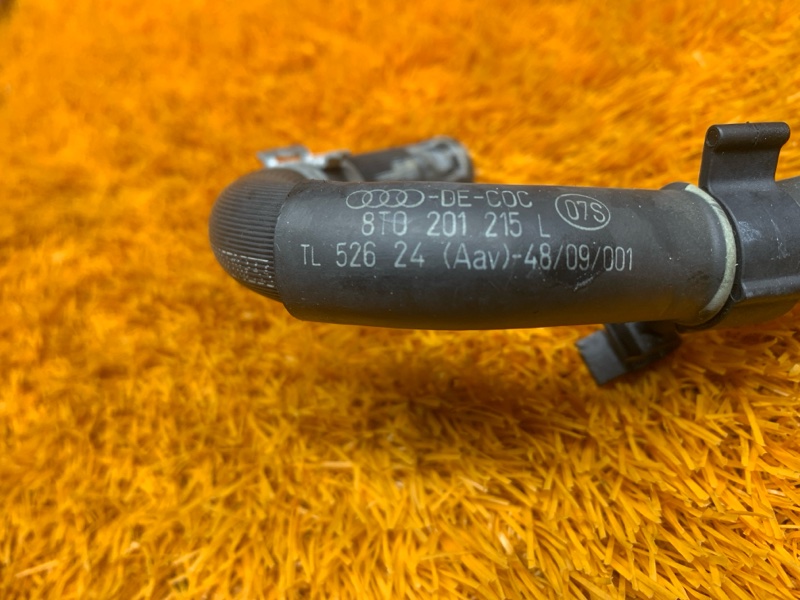 -DE-COC
8T0 201 215 L 07S
TL 526 24 (Aav)-48/09/001